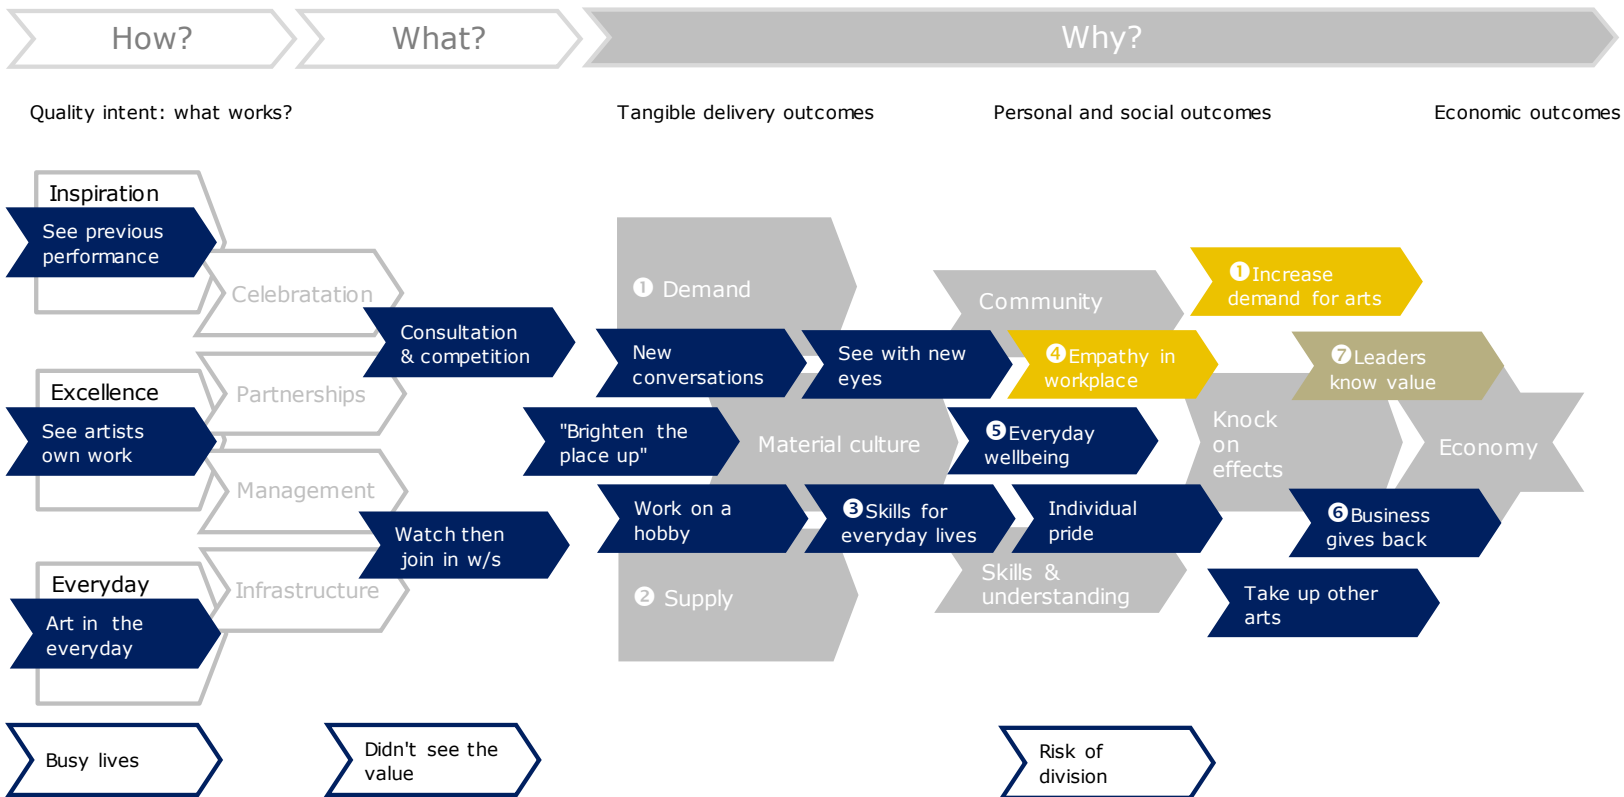 How?
What?
Why?
Quality intent: what works?
Tangible delivery outcomes
Personal and social outcomes
Economic outcomes
Inspiration
See previous
performance
Celebratation
Consultation
& competition
Excellence
See artists
own work
Partnerships
Management
Watch then
join in w/s
Everyday
Art in the
everyday
Infrastructure
❶ Demand
New
conversations
See with new
eyes
"Brighten the
place up"
Material culture
Work on a
hobby
❸Skills for
everyday lives
❷ Supply
Community
❹Empathy in
workplace
❺Everyday
wellbeing
Individual
pride
Skills &
understanding
❶Increase
demand for arts
❼Leaders
know value
Knock
on
effects
Economy
❻Business
gives back
Take up other
arts
Busy lives
Didn't see the
value
Risk of
division